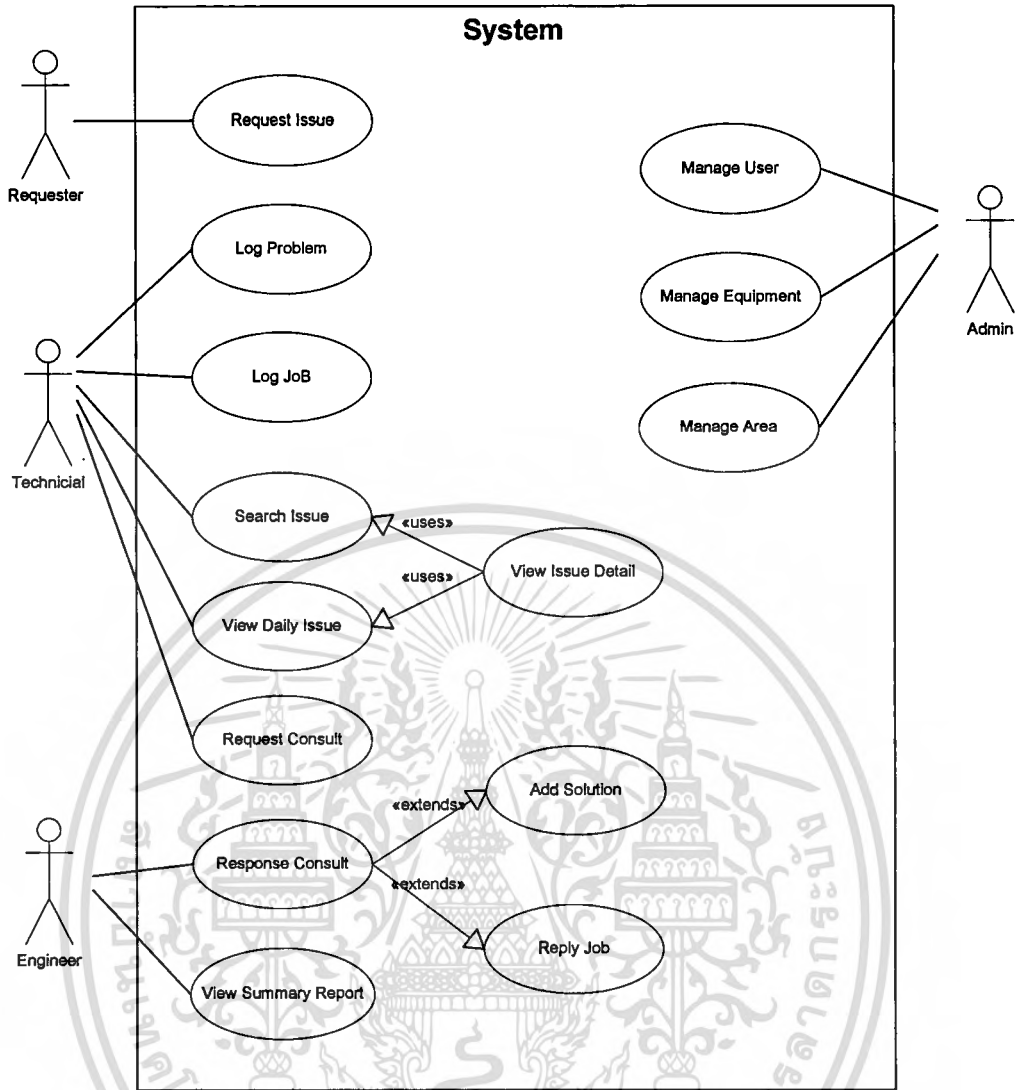 System
Request Issue
Requester
Manage User
Log Problem
Manage Equipment
Admin
Log JoB
Technicial
Manage Area
Search Issue
«uses»
View Issue Detail
«uses»
View Daily Issue
Request Consult
Add Solution
«extends»
Response Consult
«extends»
Engineer
Reply Job
View Summary Report